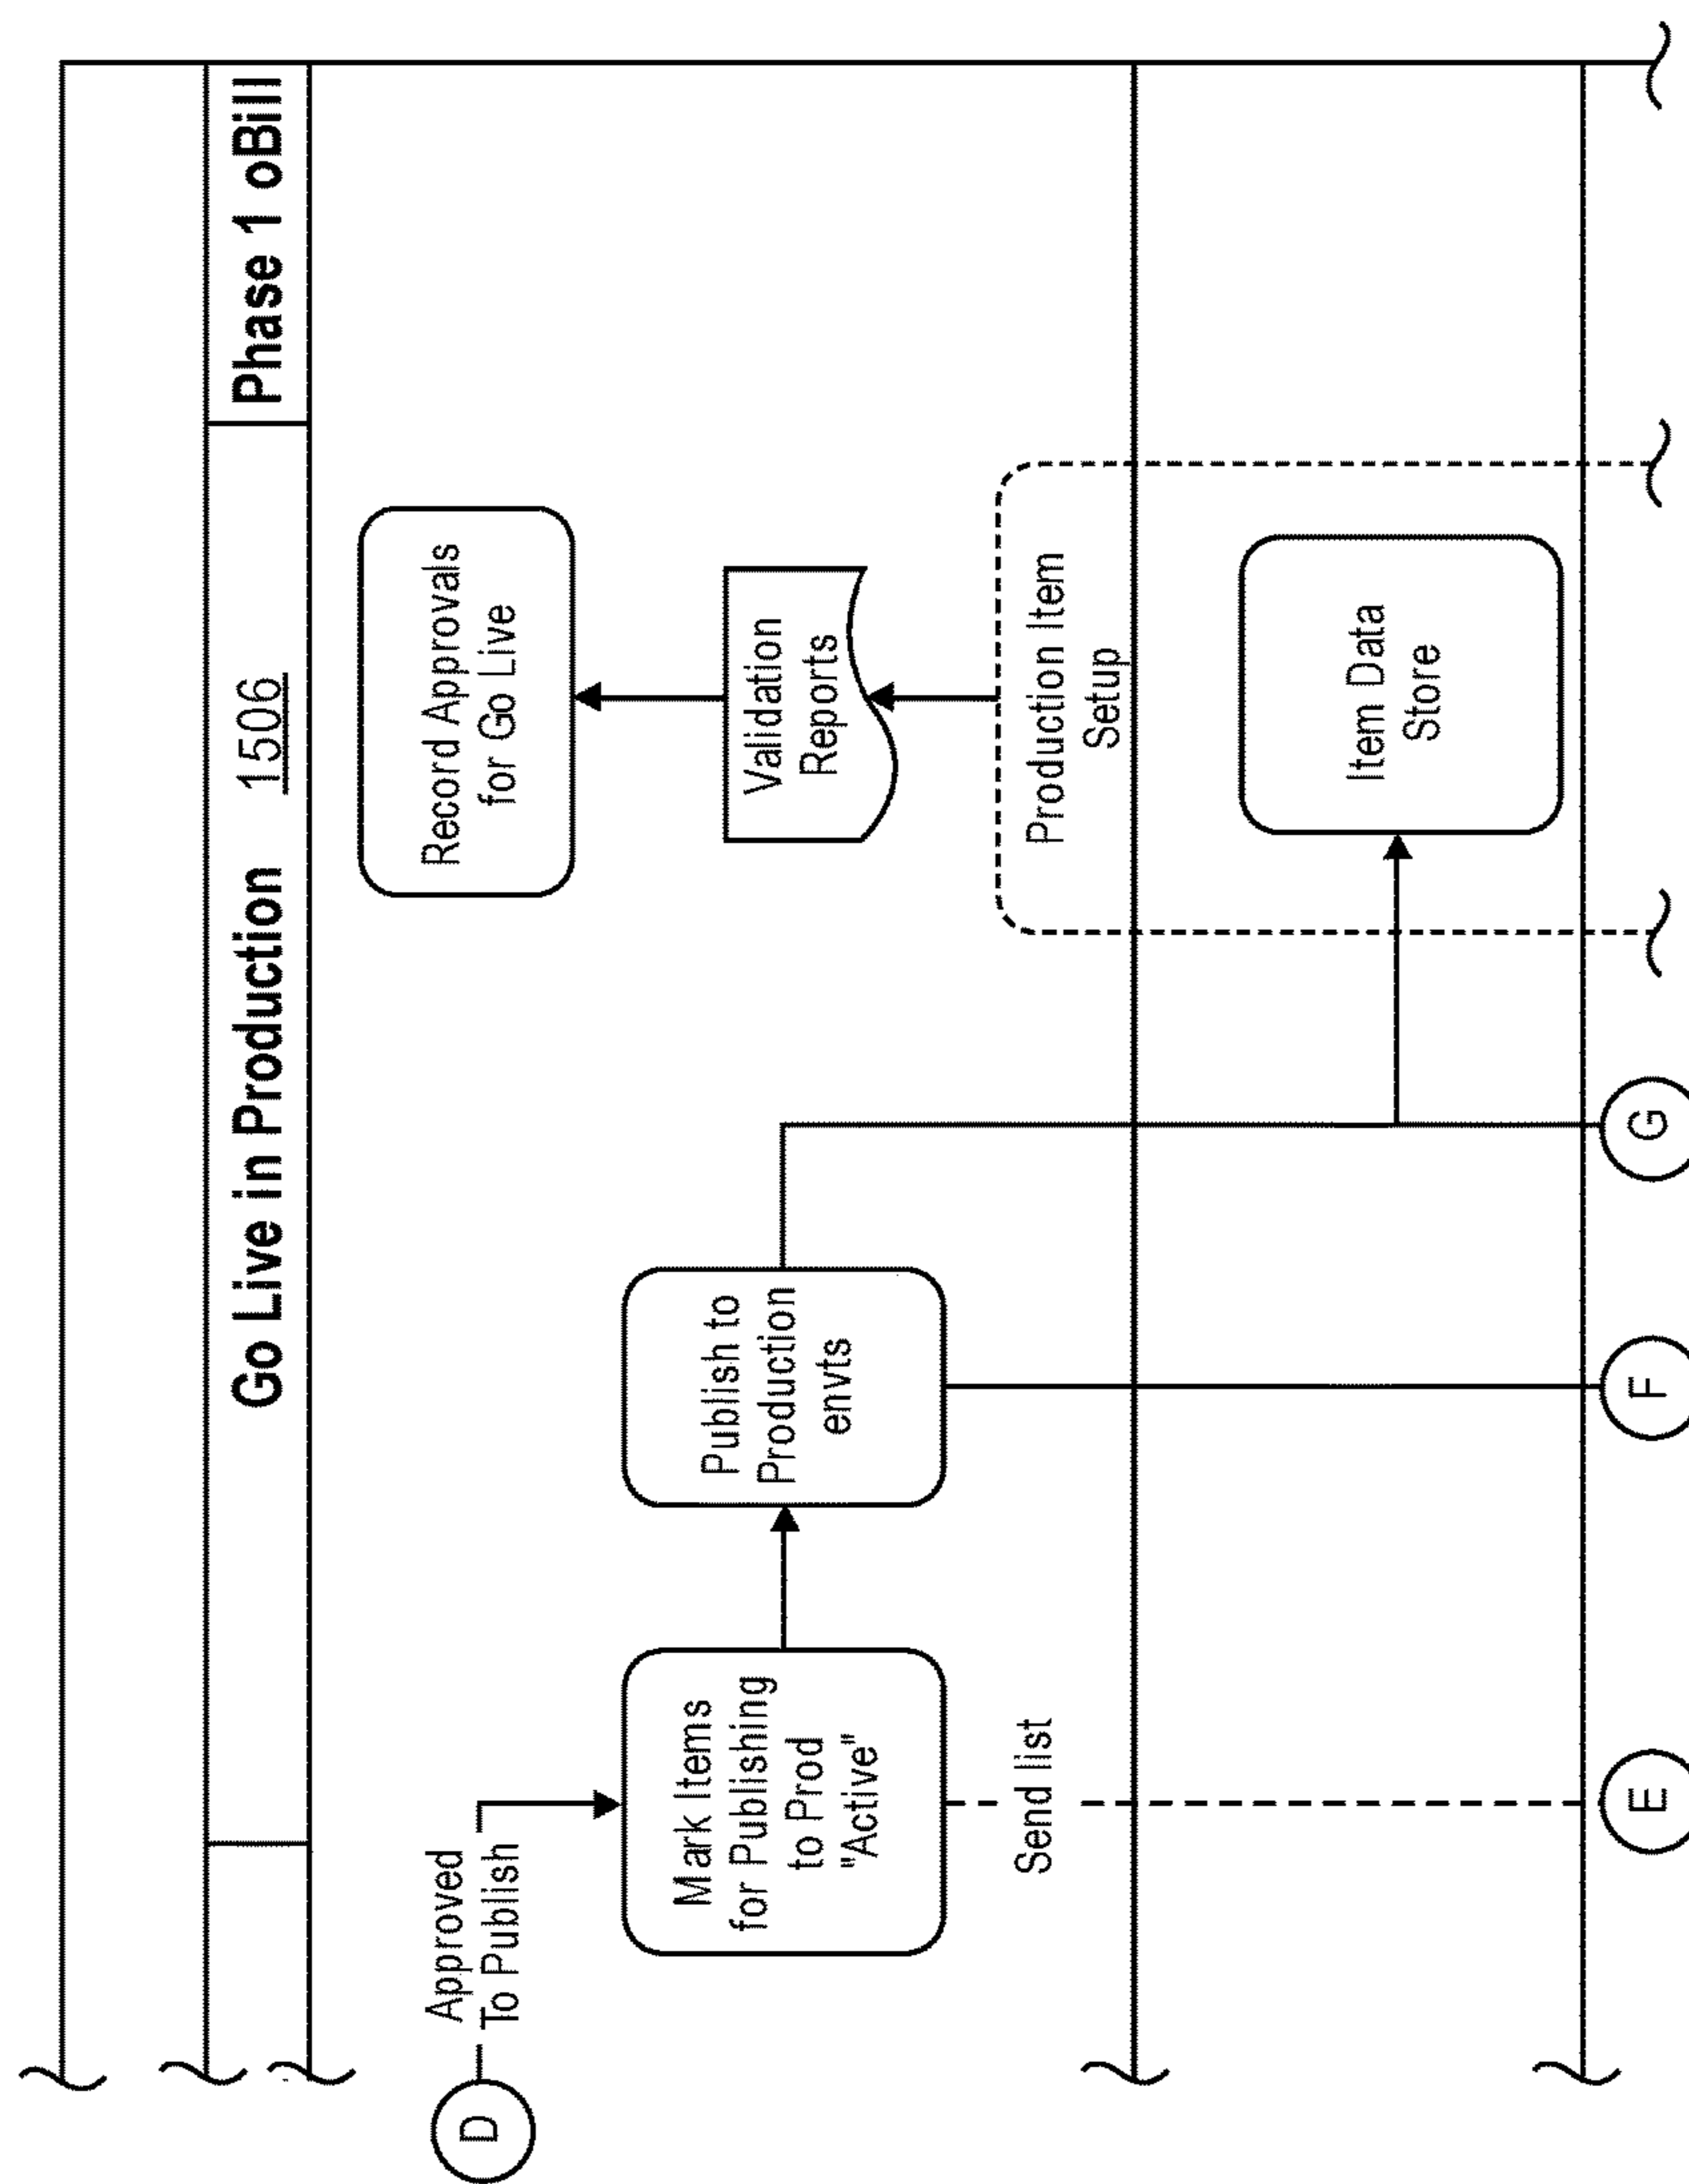 Go Live in Production 1506
Phase 1 oBill
D
Approved
To Publish
Mark Items
for Publishing
to Prod
"Active"
Send list
Publish to
Production
envts
Record Approvals
for Go Live
Validation
Reports
Production Item
Setup
Item Data
Store
E
F
G